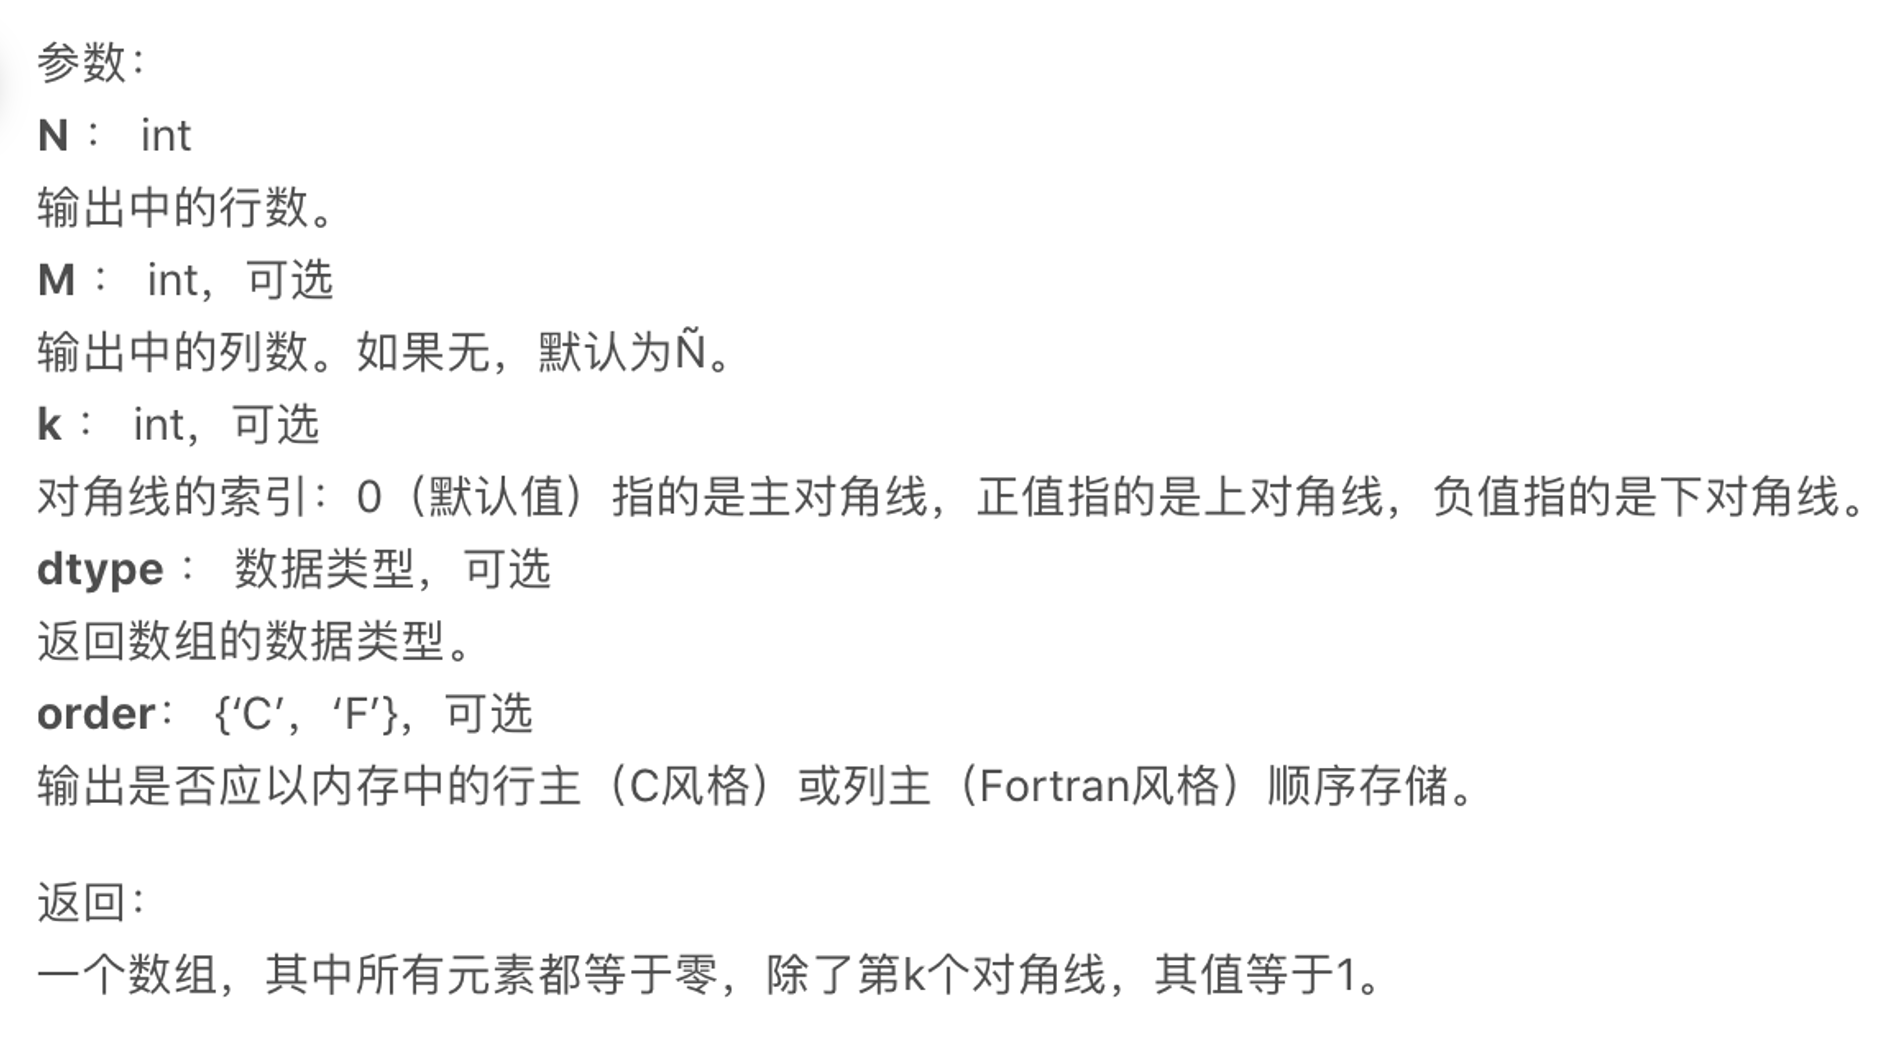 参数：
N： int
输出中的行数。
M： int，可选
输出中的列数。如果无，默认为Ñ。
k： int，可选
对角线的索引：0（默认值）指的是主对角线，正值指的是上对角线，负值指的是下对角线。
dtype： 数据类型，可选
返回数组的数据类型。
order： {‘C’，‘F’}，可选
输出是否应以内存中的行主（C风格）或列主（Fortran风格）顺序存储。
返回：
一个数组，其中所有元素都等于零，除了第k个对角线，其值等于1。